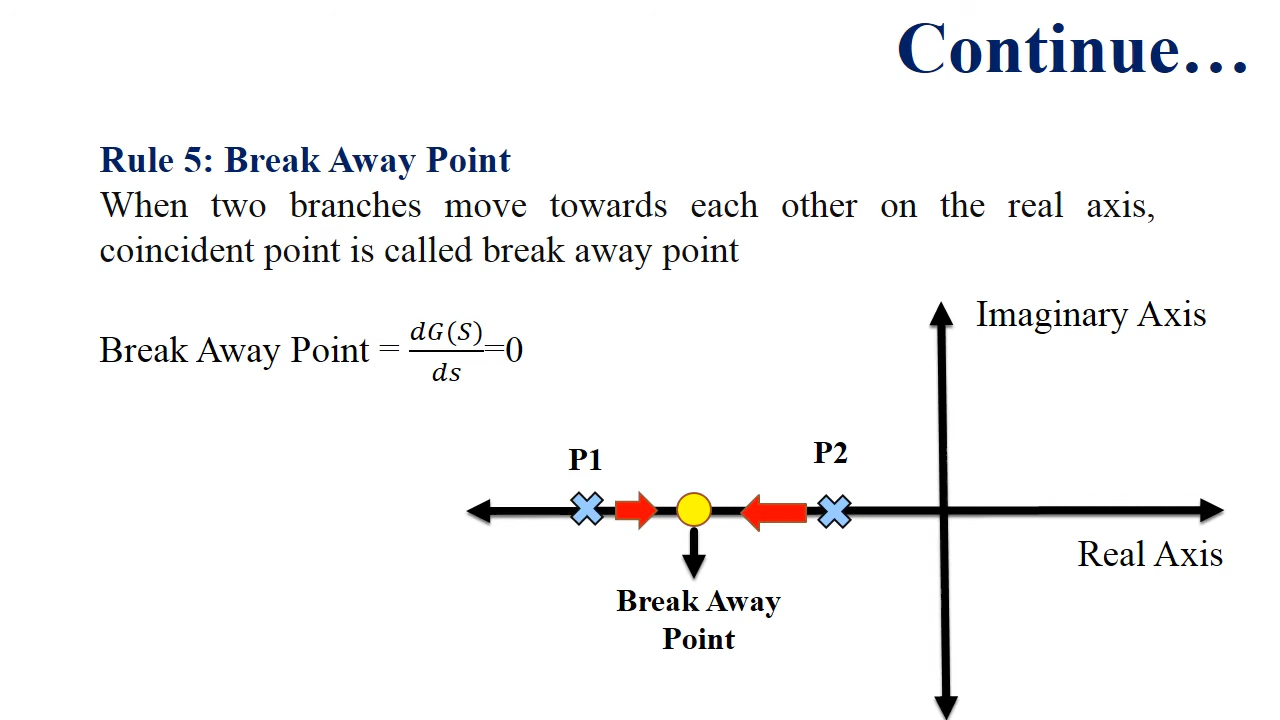 Continue…
Rule 5: Break Away Point
When two branches move towards each other on the real axis,
coincident point is called break away point
Break Away Point = dG(S)/ds=0
Imaginary Axis
P1
P2
Real Axis
Break Away
Point